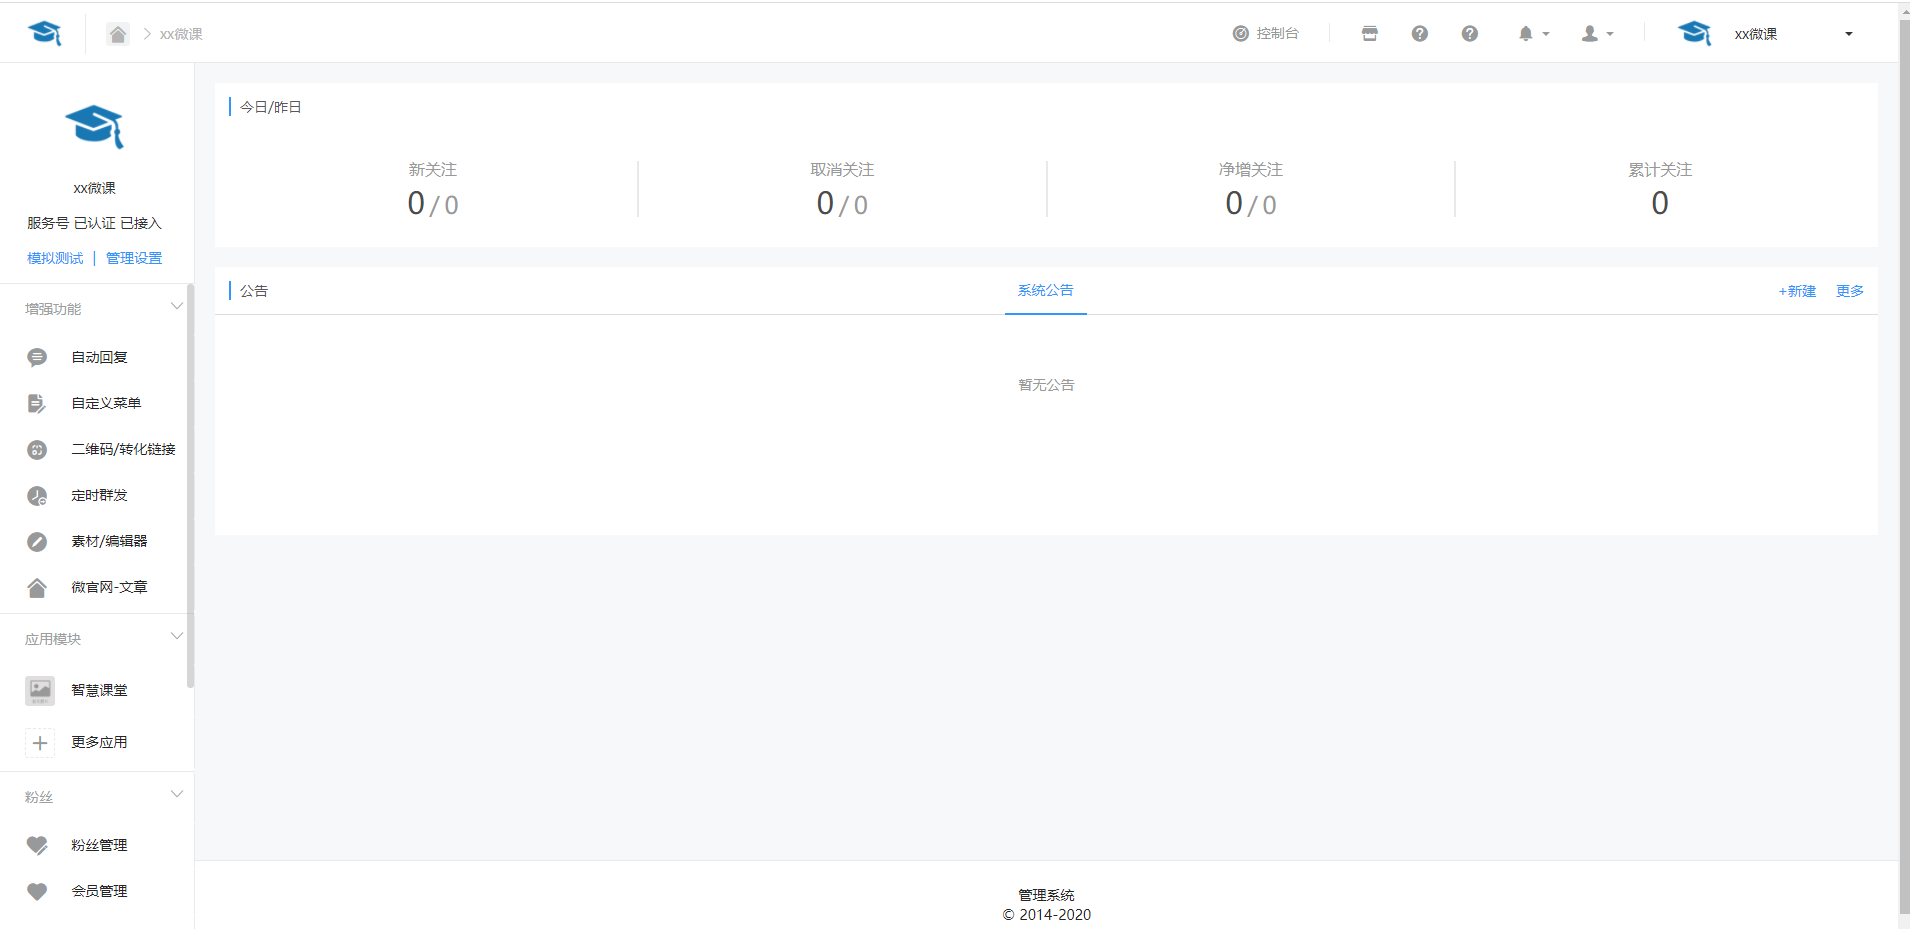 xx微课
控制台
xx微课
xx微课
服务号 已认证 已接入
模拟测试 | 管理设置
增强功能
自动回复
自定义菜单
二维码/转化链接
定时群发
素材/编辑器
微官网-文章
应用模块
智慧课堂
更多应用
粉丝
粉丝管理
会员管理
今日/昨日
新关注
0 / 0
取消关注
0 / 0
净增关注
0 / 0
累计关注
0
公告
系统公告
+新建 更多
暂无公告
管理系统
© 2014-2020